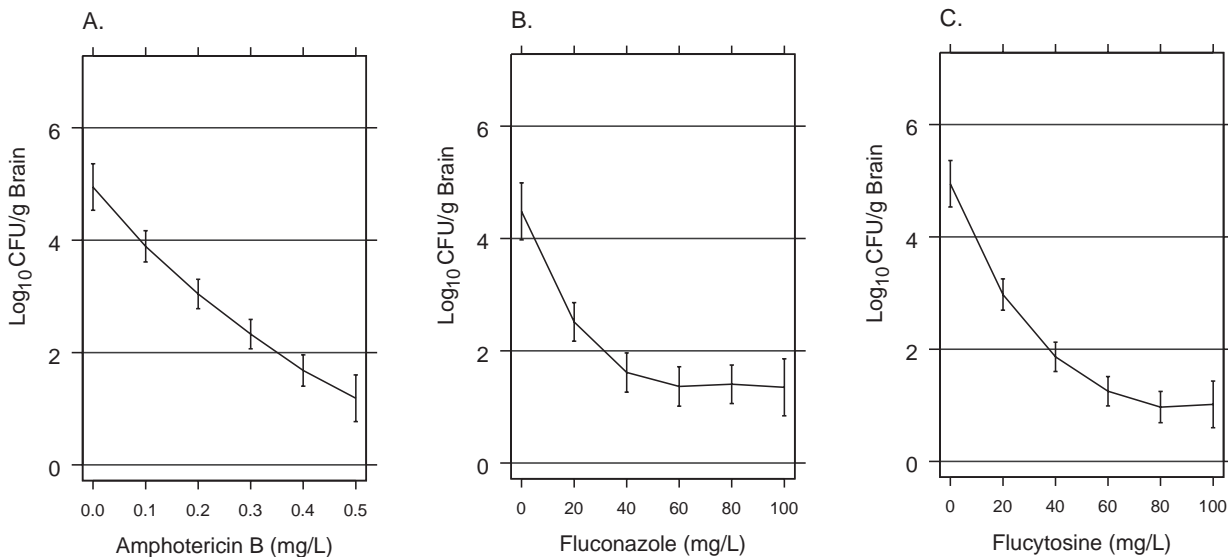 A.
Log10CFU/g Brain
6
4
2
0
0.0 0.1 0.2 0.3 0.4 0.5
Amphotericin B (mg/L)
B.
Log10CFU/g Brain
6
4
2
0
0 20 40 60 80 100
Fluconazole (mg/L)
C.
Log10CFU/g Brain
6
4
2
0
0 20 40 60 80 100
Flucytosine (mg/L)